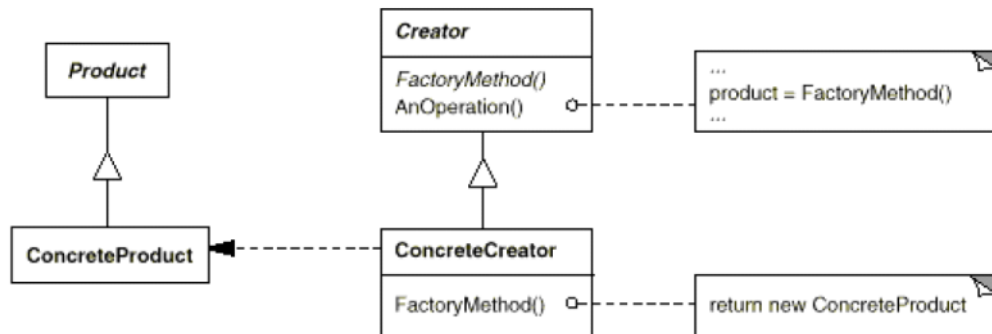 Creator
Product
FactoryMethod()
AnOperation()
...
product = FactoryMethod()
...
ConcreteProduct
ConcreteCreator
FactoryMethod()
return new ConcreteProduct